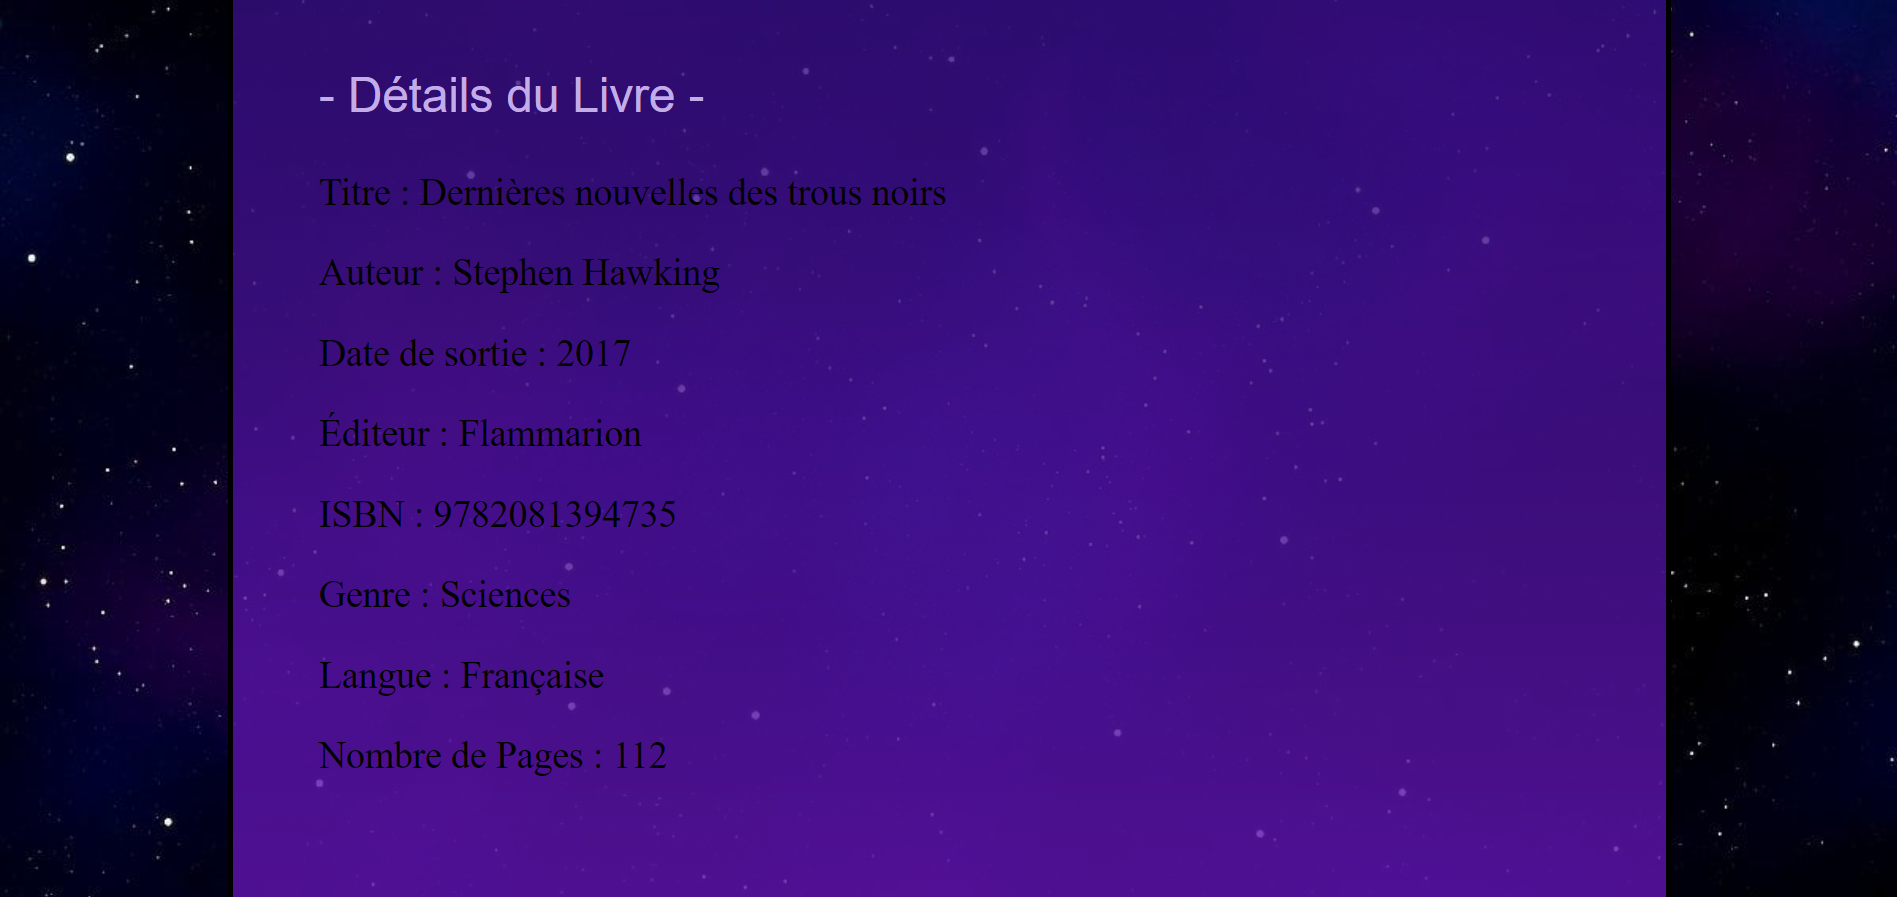 - Détails du Livre -
Titre : Dernières nouvelles des trous noirs
Auteur : Stephen Hawking
Date de sortie : 2017
Éditeur : Flammarion
ISBN : 9782081394735
Genre : Sciences
Langue : Française
Nombre de Pages : 112